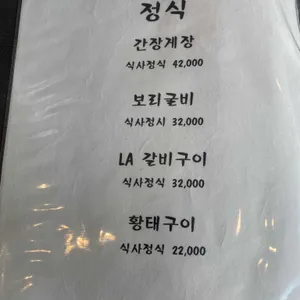 정식
간장게장
식사정식 42,000
보리굴비
식사정시 32,000
LA 갈비구이
식사정식 32,000
황태구이
식사정식 22,000